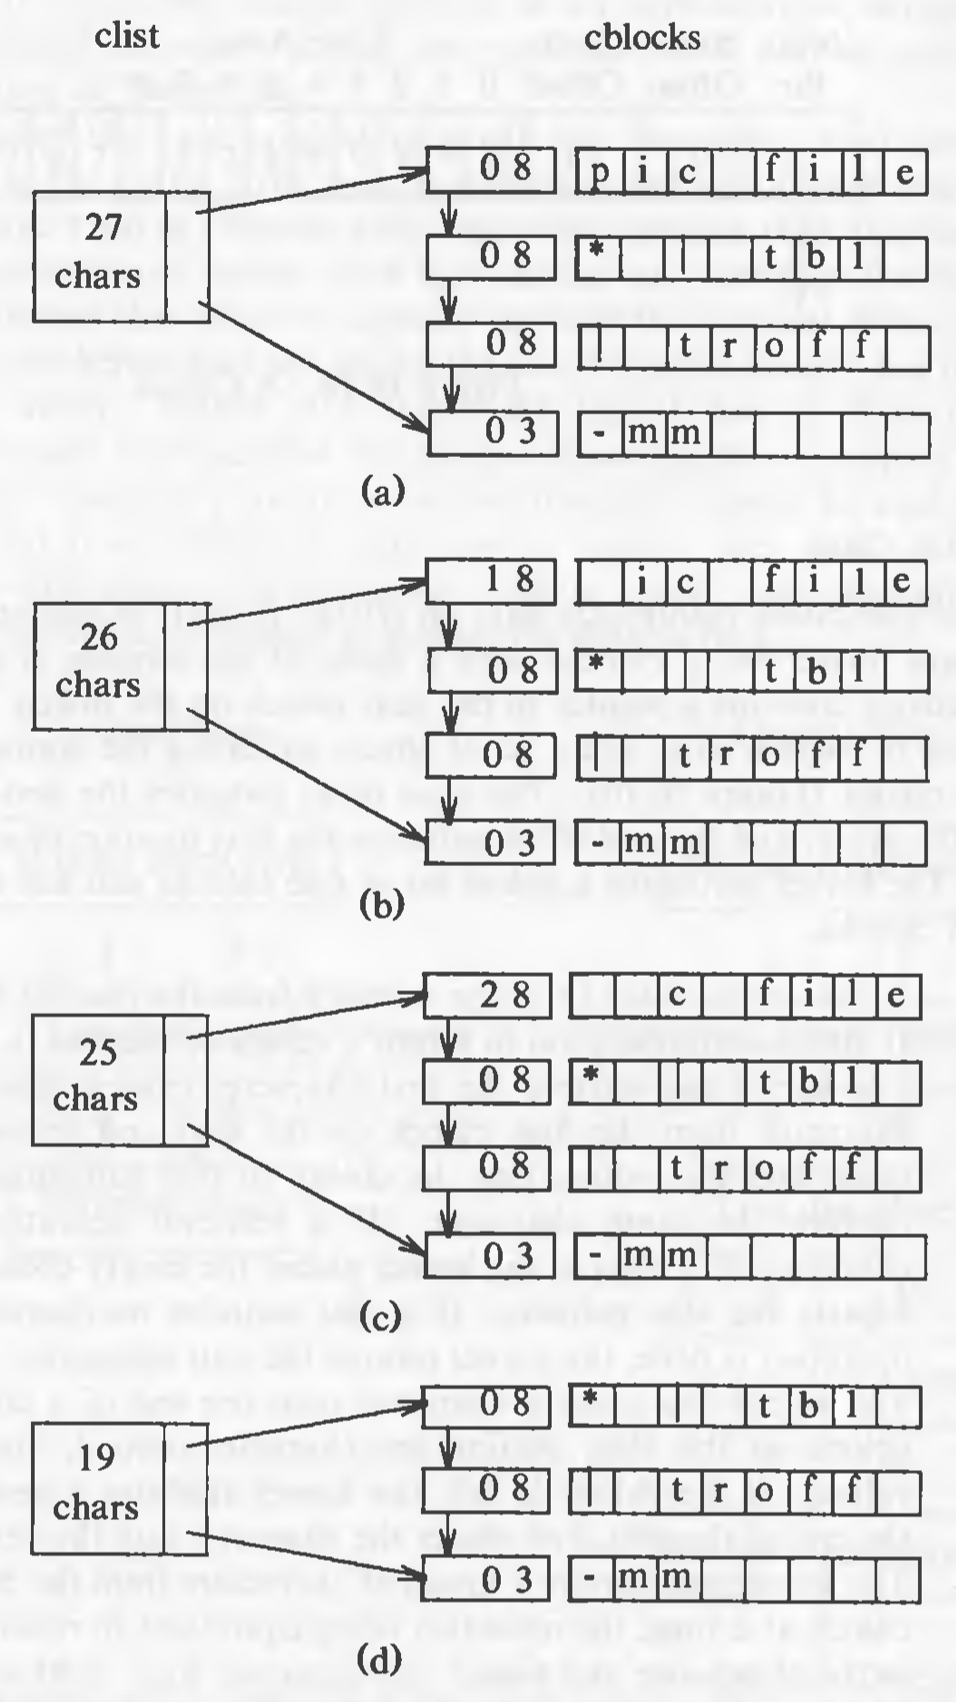 clist cblocks
0 8 p i c f i l e
27
chars
0 8 * | t b l
0 8 | t r o f f
0 3 - m m
(a)
1 8 i c f i l e
26
chars
0 8 * | t b l
0 8 | t r o f f
0 3 - m m
(b)
2 8 c f i l e
25
chars
0 8 * | t b l
0 8 | t r o f f
0 3 - m m
(c)
0 8 * | t b l
19
chars
0 8 | t r o f f
0 3 - m m
(d)